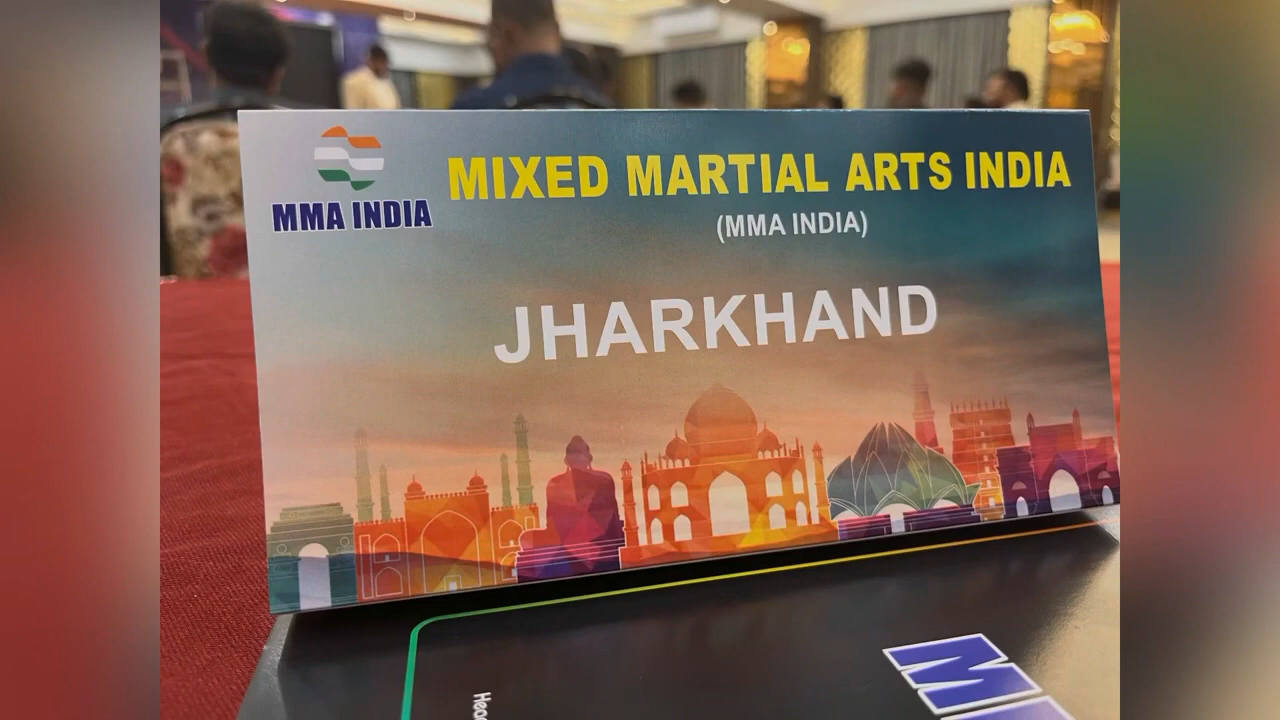 MMA INDIA
MIXED MARTIAL ARTS INDIA
(MMA INDIA)
JHARKHAND